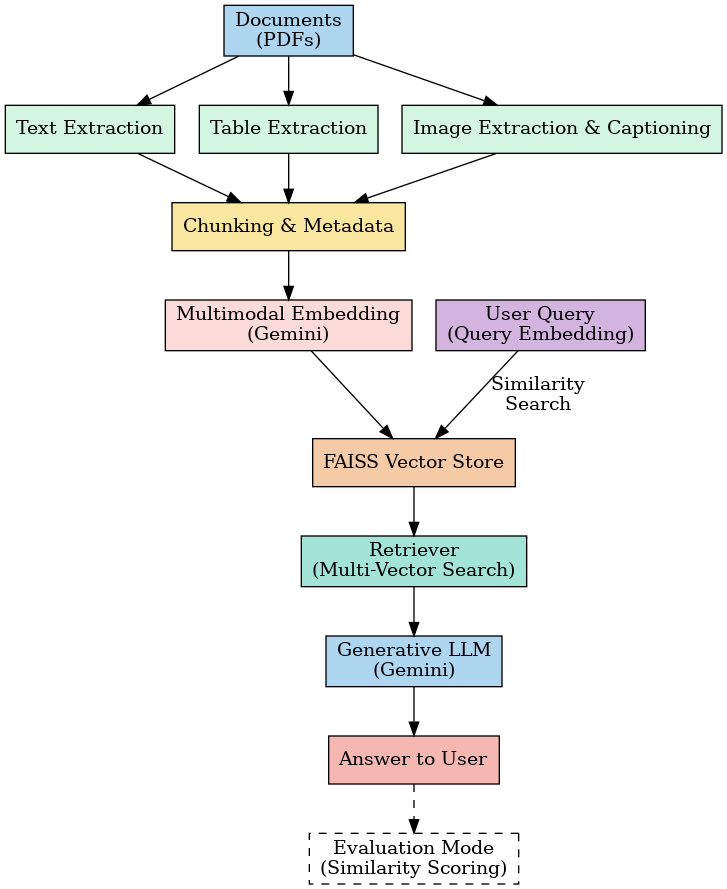 Documents
(PDFs)
Text Extraction
Table Extraction
Image Extraction & Captioning
Chunking & Metadata
Multimodal Embedding
(Gemini)
User Query
(Query Embedding)
Similarity
Search
FAISS Vector Store
Retriever
(Multi-Vector Search)
Generative LLM
(Gemini)
Answer to User
Evaluation Mode
(Similarity Scoring)